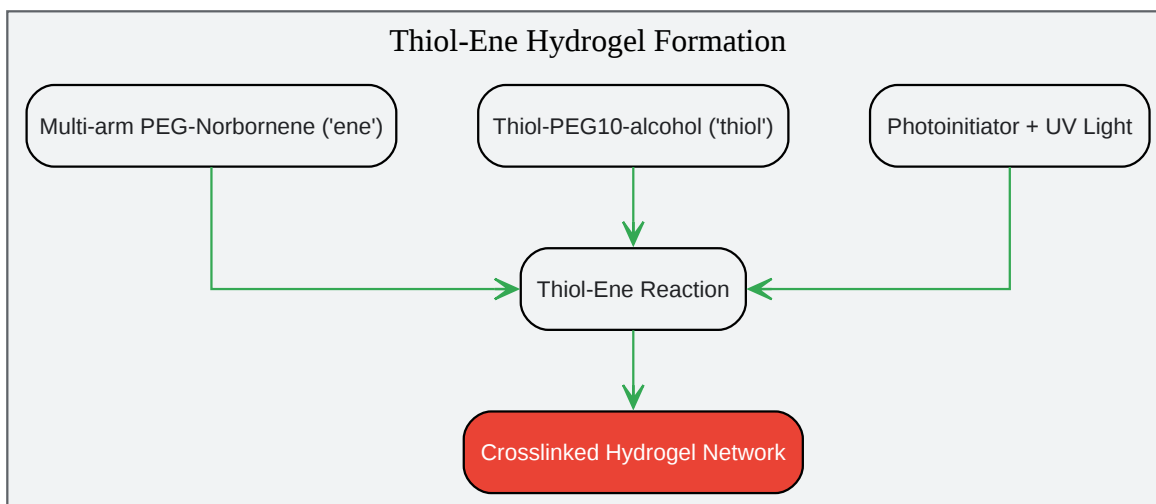 Thiol-Ene Hydrogel Formation
Multi-arm PEG-Norbornene ('ene')
Thiol-PEG10-alcohol ('thiol')
Photoinitiator + UV Light
Thiol-Ene Reaction
Crosslinked Hydrogel Network